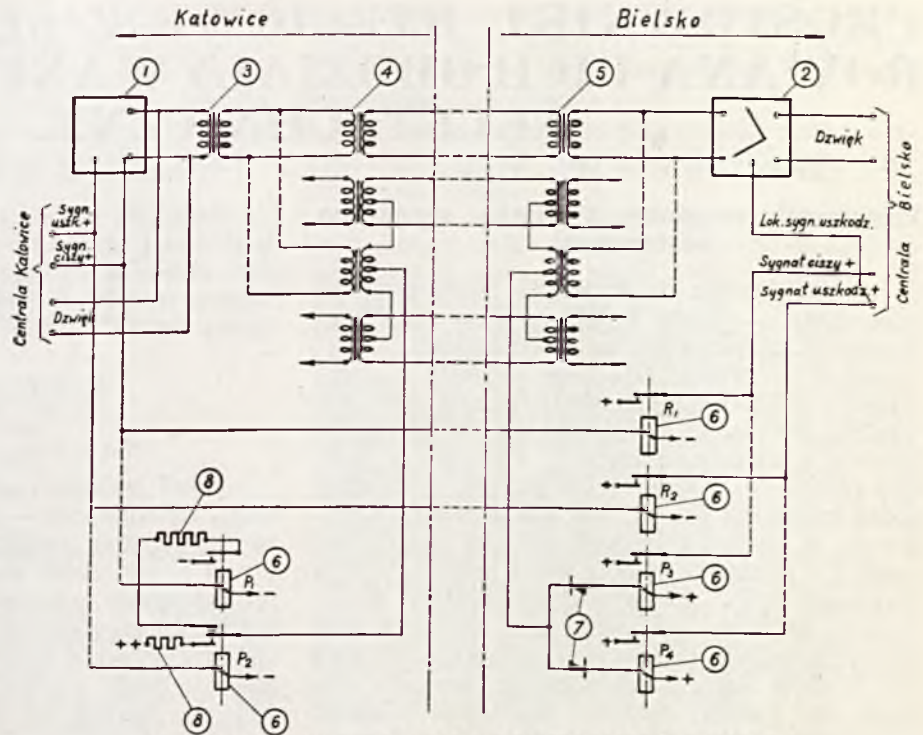 Katowice
Bielsko
1
3
4
5
2
Sygn.
uszk +
Sygn.
ciszy+
Dzwięk
Centrala Katowice
Dzwięk
Lok. sygn uszkodz.
Sygnał ciszy +
Sygnał uszkodz. +
Centrala Bielsko
+ R1 6
-
+ R2 6
-
8
- 6
P1 -
+ P3 6
+
7
+ + P2 -
8 6
+ P4 6
+